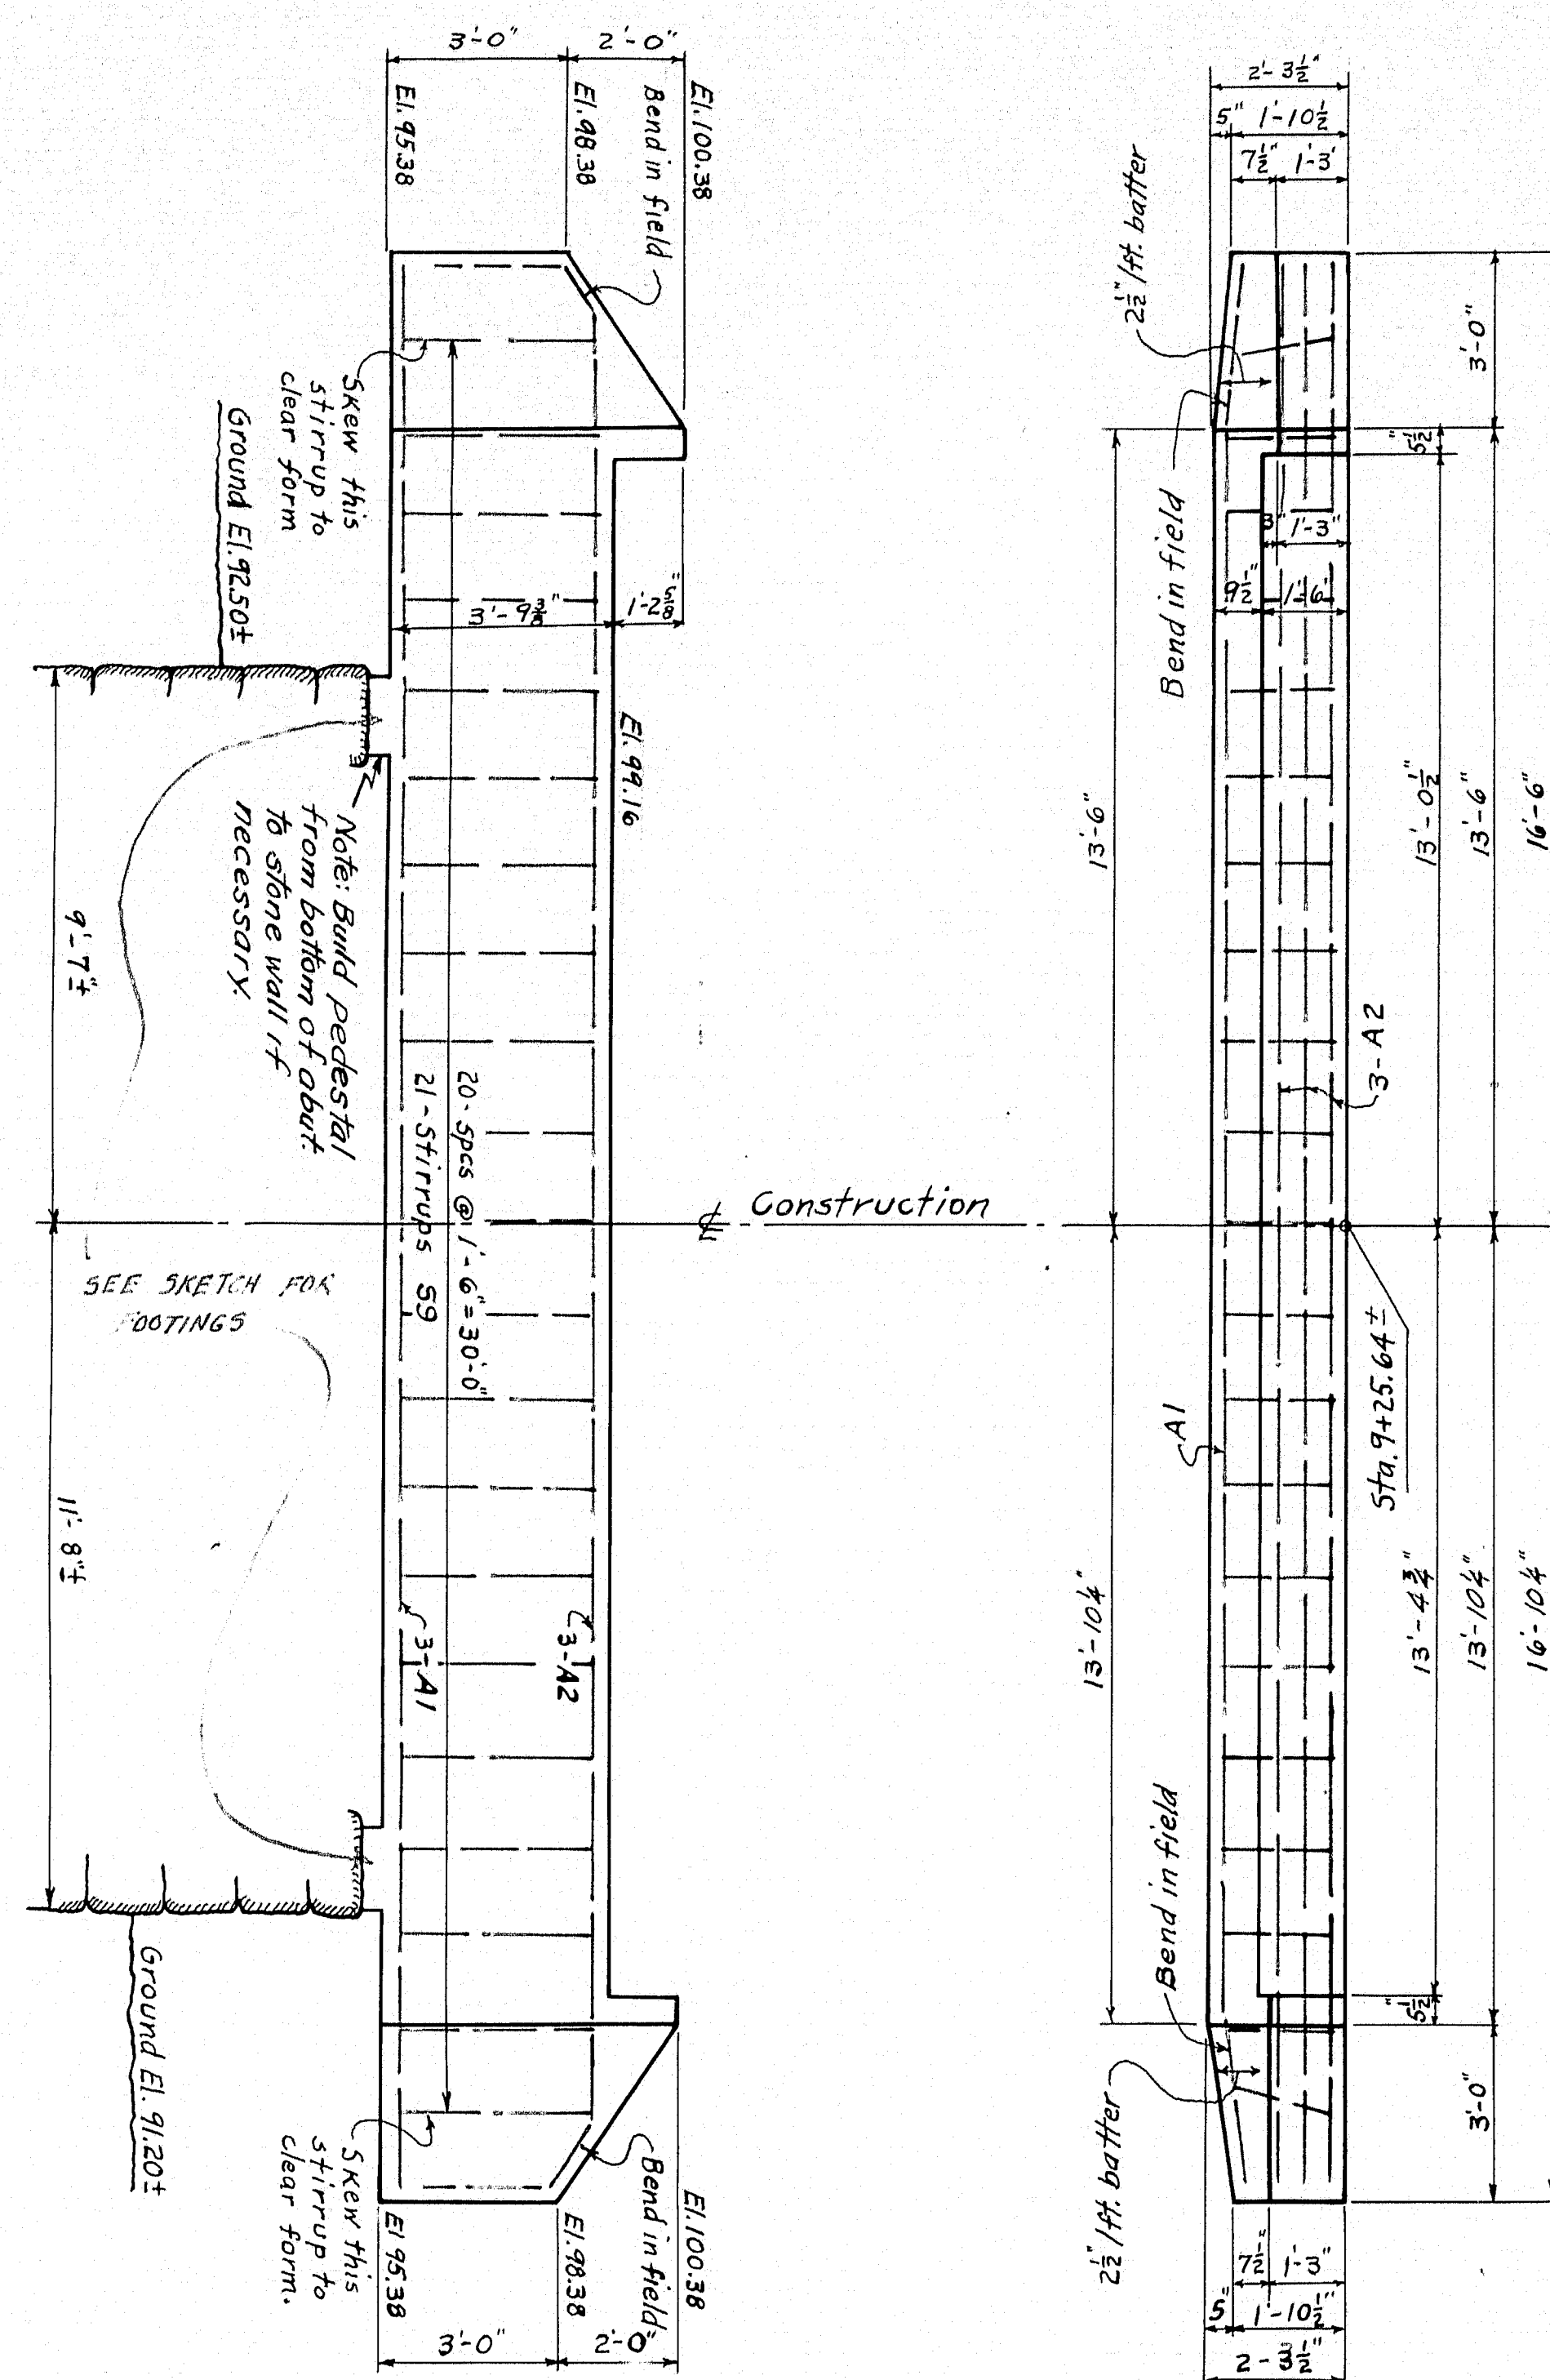 3'-0"
2'-0"
El. 95.38
El. 98.38
Bend in field
El. 100.38
Skew this
stirrup to
clear form
Ground El. 92.50±
3'-9 3/8"
1'-2 5/8"
El. 99.16
Note: Build pedestal
from bottom of abut.
to stone wall if
necessary.
9'-7"±
20-Spcs @ 1'-6" = 30'-0"
21-Stirrups S9
℄ Construction
SEE SKETCH FOR
FOOTINGS
11'-8"±
3-A1
3-A2
Ground El. 91.20±
Skew this
stirrup to
clear form.
Bend in field
El. 95.38
El. 98.38
El. 100.38
3'-0"
2'-0"
2'-3 1/2"
5" 1'-10 1/2"
7 1/2" 1'-3'
2 1/2"/ft. batter
3'-0"
5 1/2"
Bend in field
3" 1'-3"
9 1/2" 1'-6"
13'-6"
13'-0 1/2"
13'-6"
16'-6"
3-A2
Sta. 9+25.64±
A1
13'-10 1/4"
13'-4 3/4"
13'-10 1/4"
16'-10 1/4"
Bend in field
5 1/2"
2 1/2"/ft. batter
3'-0"
7 1/2" 1'-3"
5" 1'-10 1/2"
2-3 1/2"